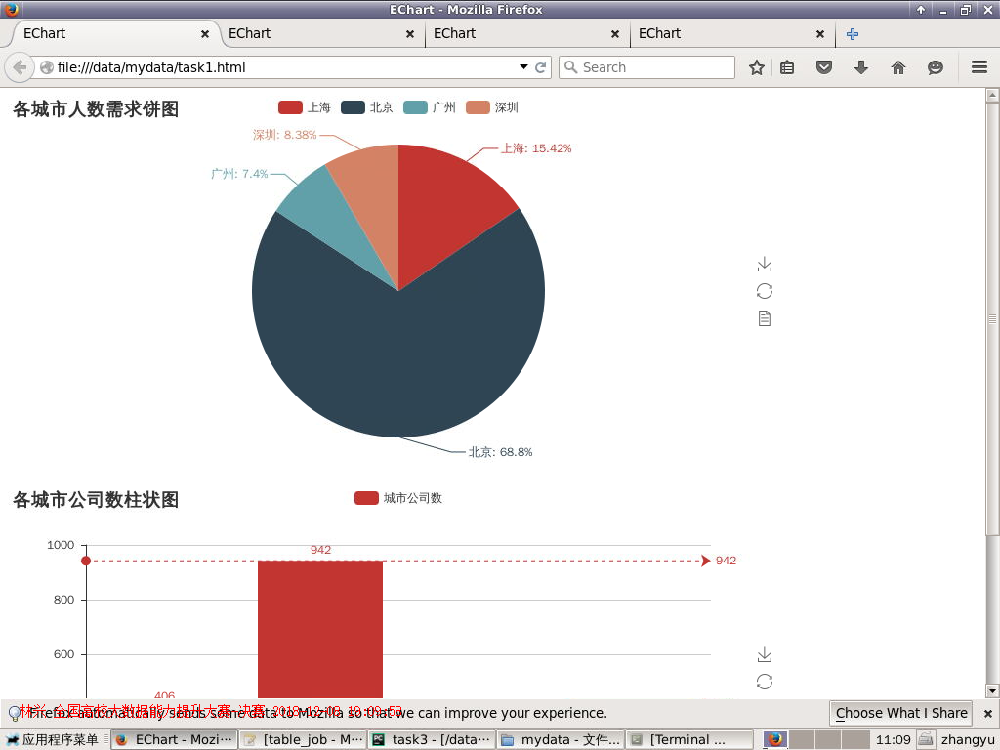 EChart - Mozilla Firefox
EChart
EChart
EChart
EChart
file:///data/mydata/task1.html
Search
各城市人数需求饼图
上海
北京
广州
深圳
深圳: 8.38%
上海: 15.42%
广州: 7.4%
北京: 68.8%
各城市公司数柱状图
城市公司数
1000
942
942
800
600
406
全国高校大数据能力提升大赛-决赛
Firefox automatically sends some data to Mozilla so that we can improve your experience.
Choose What I Share
应用程序菜单
EChart - Mozi···
[table_job - M···
task3 - [/data···
mydata - 文件···
[Terminal ...
11:09
zhangyu